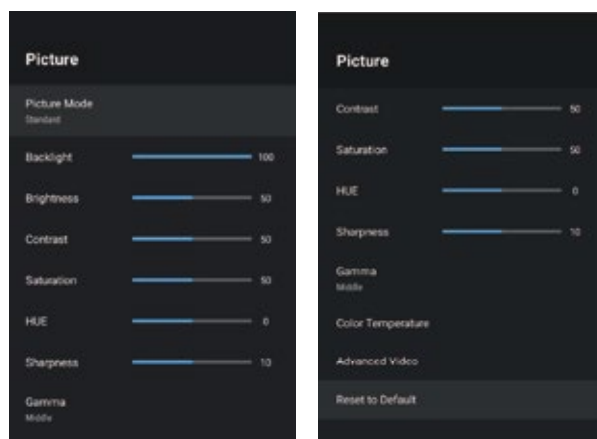 Picture
Picture Mode
Standard
Backlight 100
Brightness 50
Contrast 50
Saturation 50
HUE 0
Sharpness 10
Gamma
Middle
Picture
Contrast 50
Saturation 50
HUE 0
Sharpness 10
Gamma
Middle
Color Temperature
Advanced Video
Reset to Default